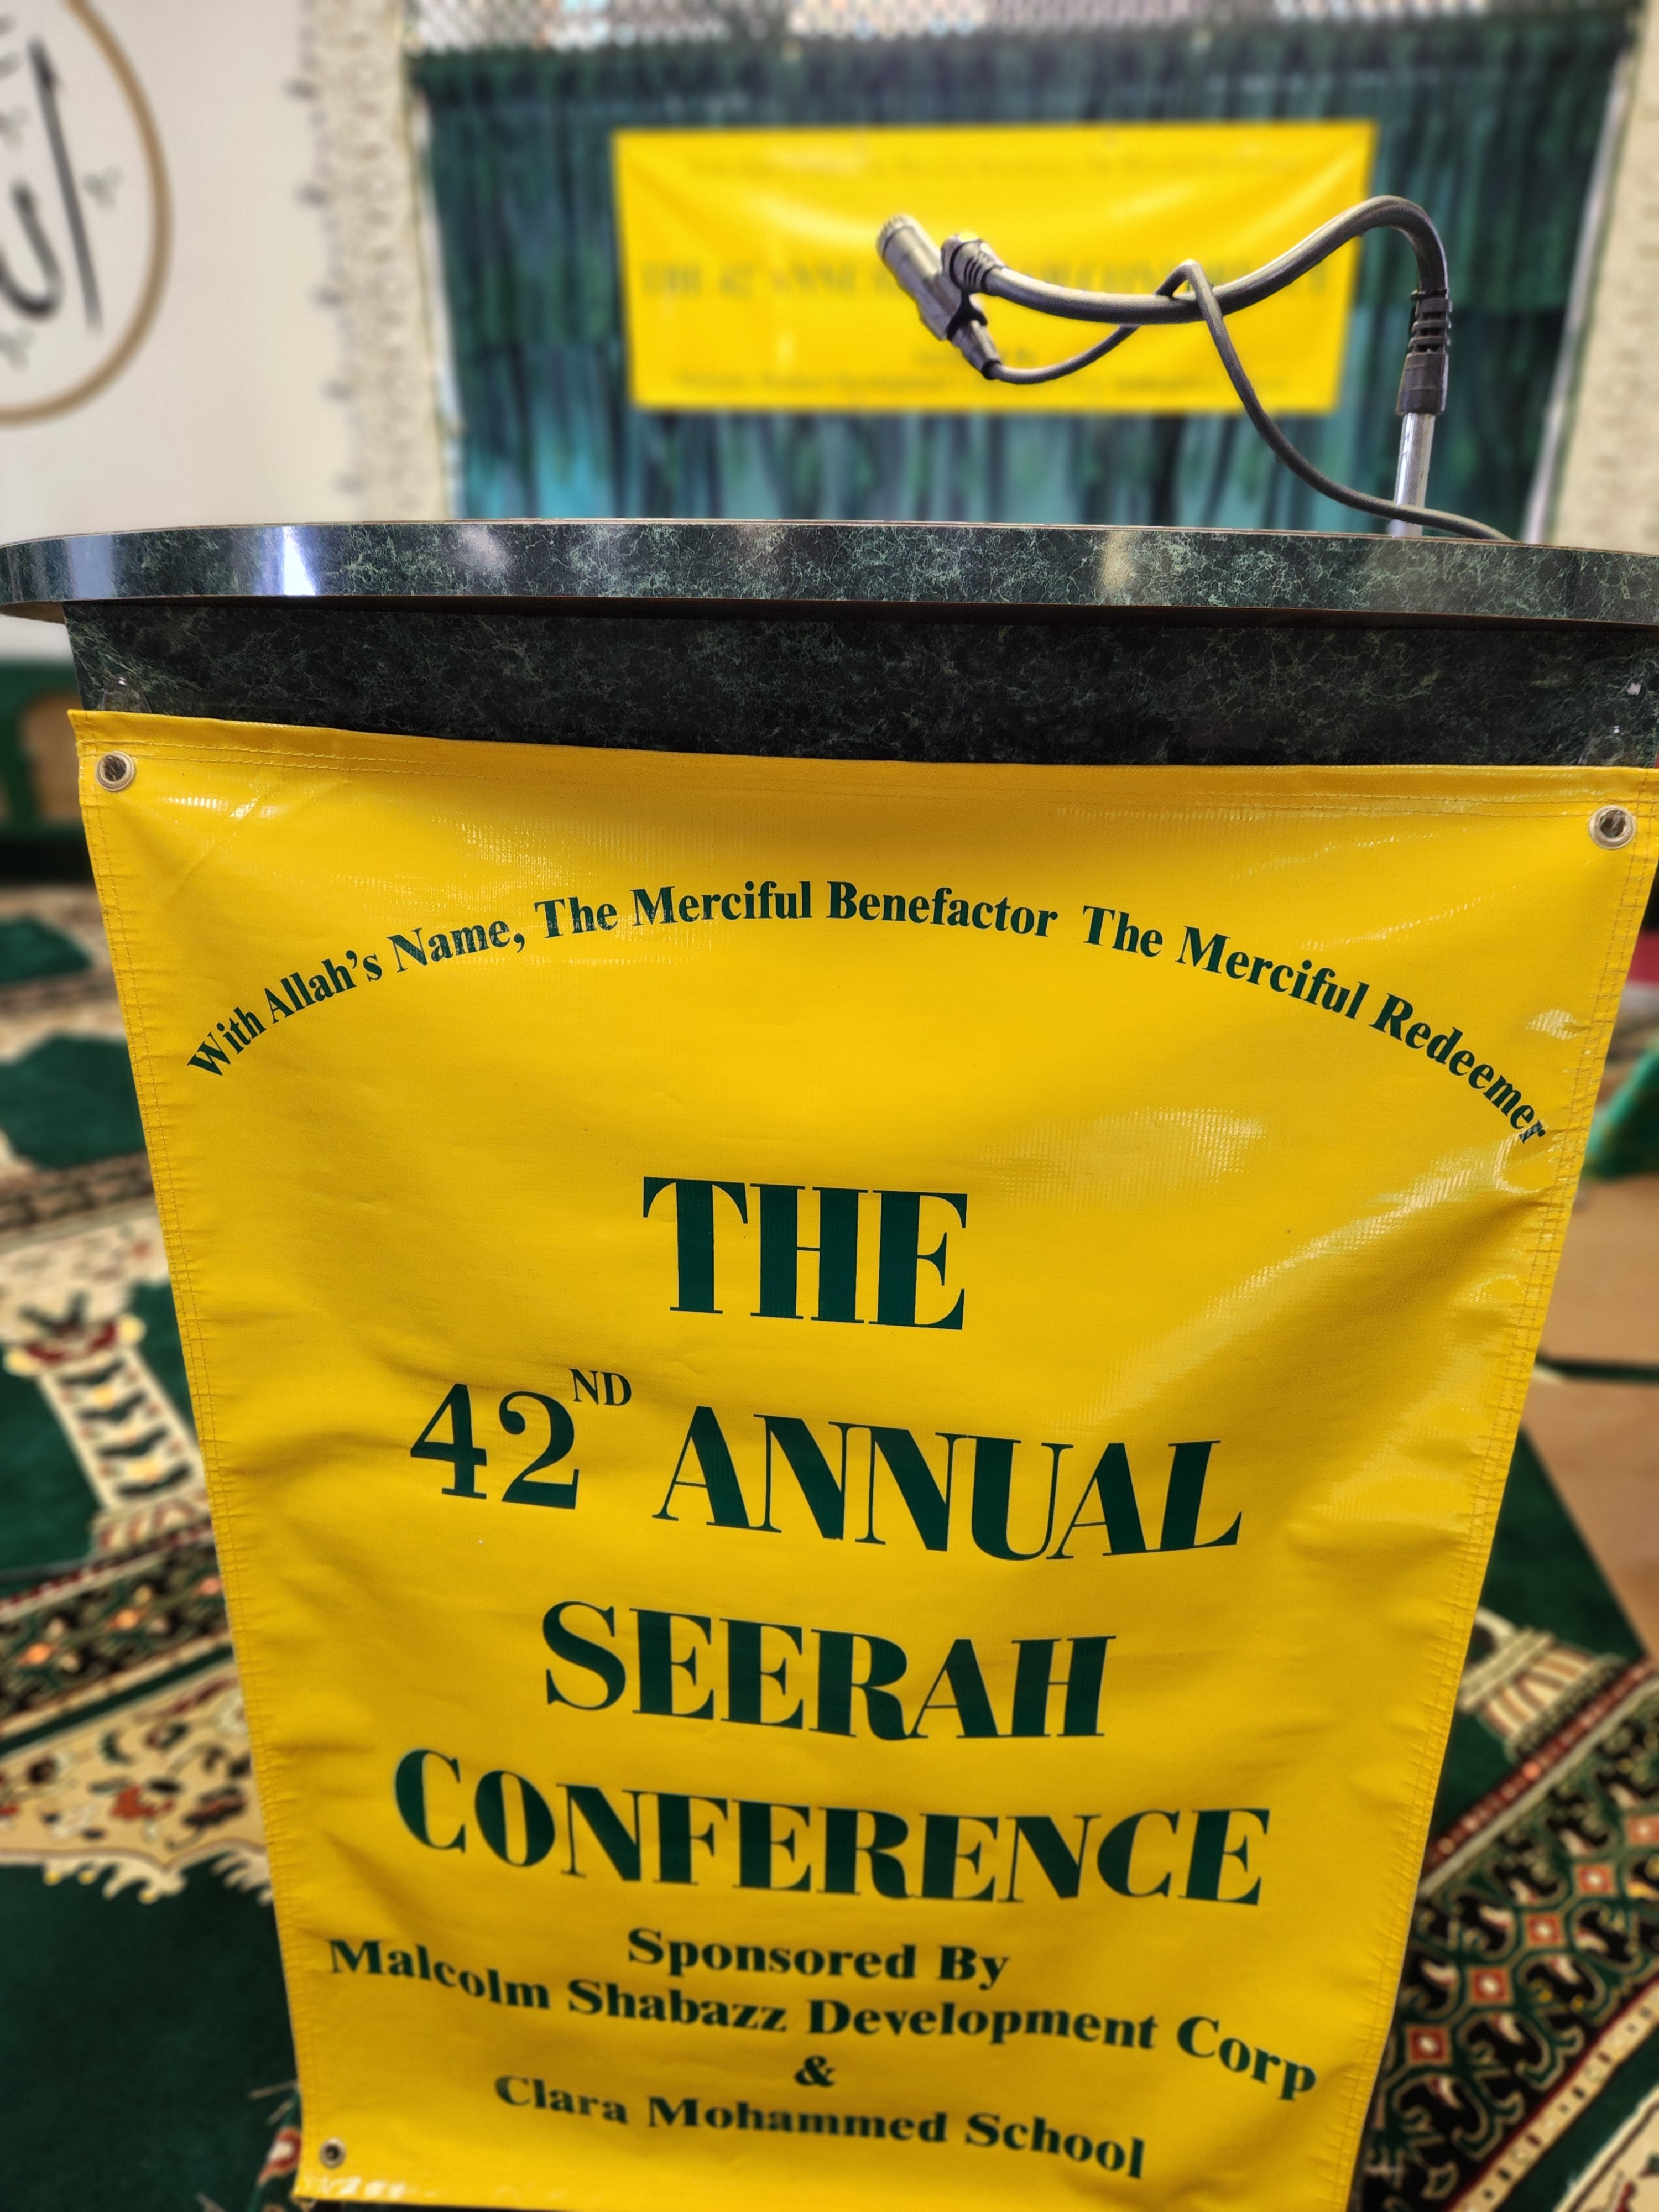 With Allah's Name, The Merciful Benefactor The Merciful Redeemer
THE
42ND ANNUAL
SEERAH
CONFERENCE
Sponsored By
Malcolm Shabazz Development Corp
&
Clara Mohammed School